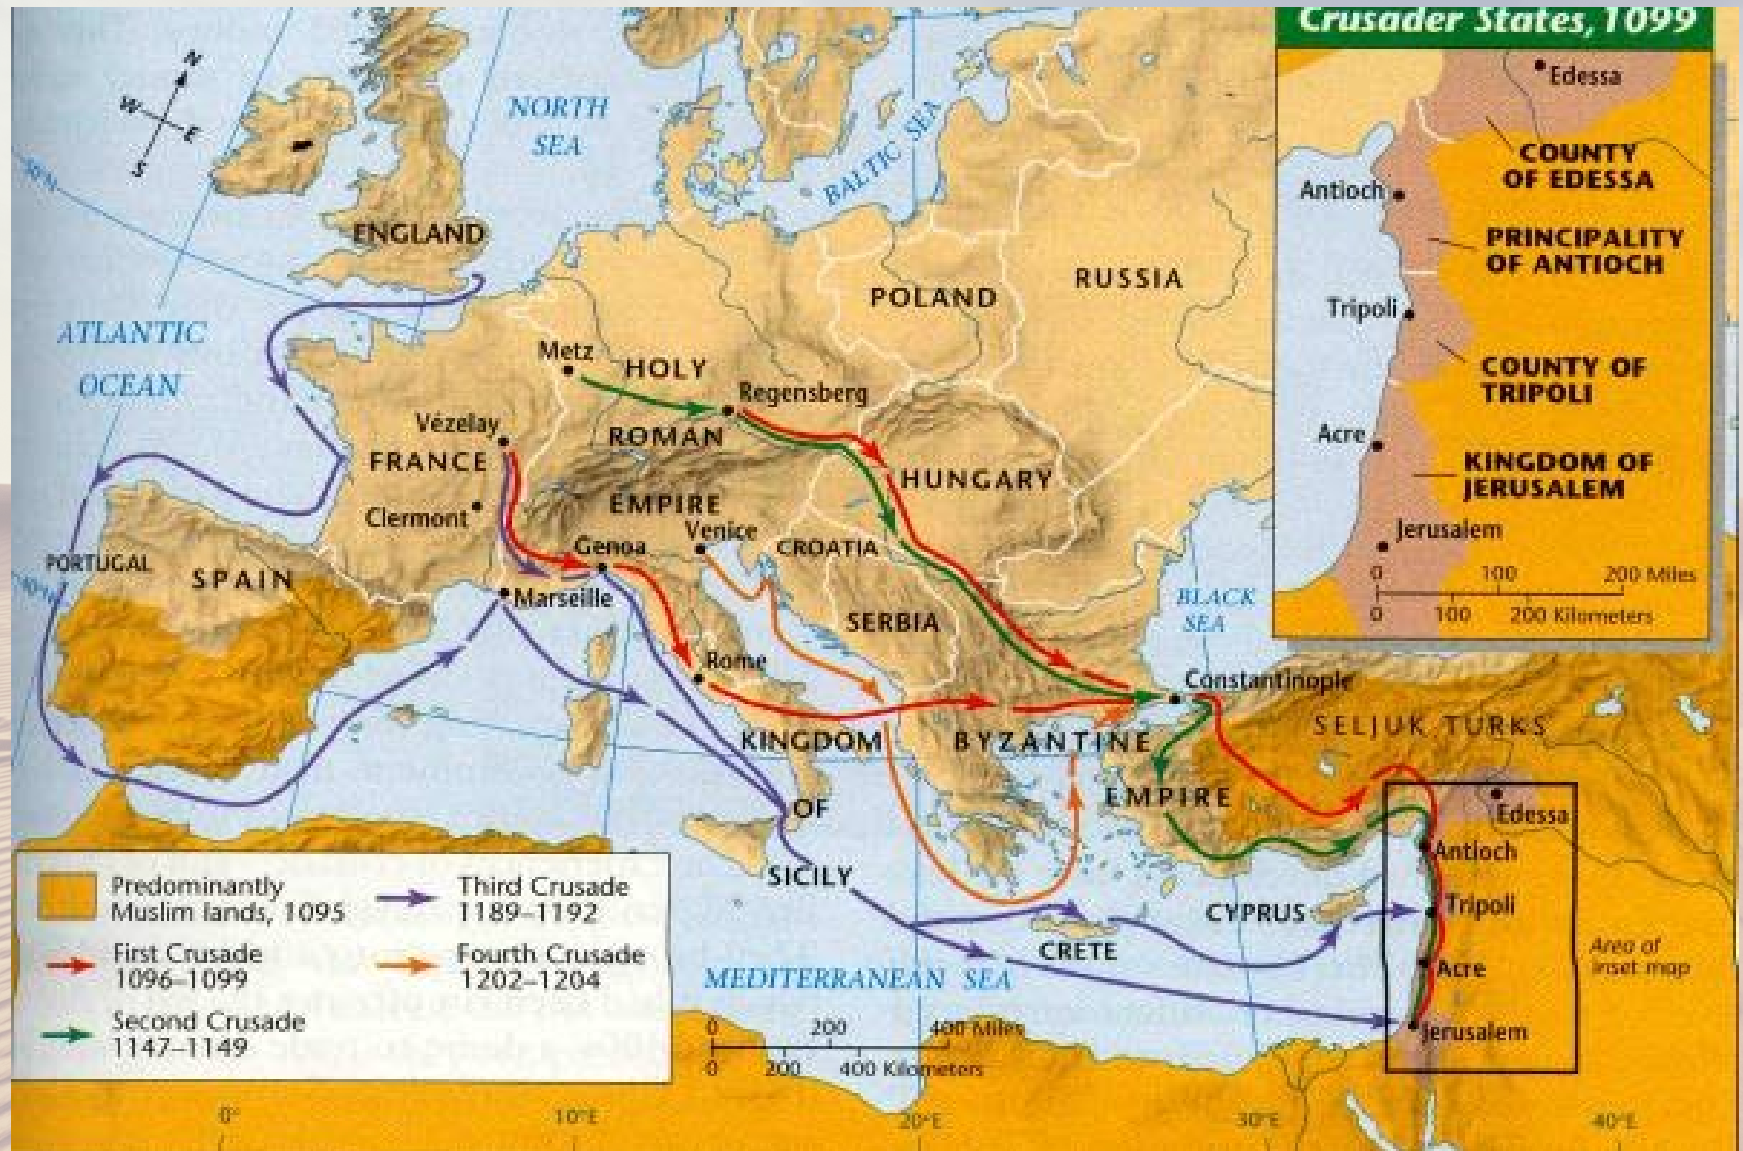 Crusader States, 1099
Edessa
COUNTY
OF EDESSA
Antioch
PRINCIPALITY
OF ANTIOCH
Tripoli
COUNTY OF
TRIPOLI
Acre
KINGDOM OF
JERUSALEM
Jerusalem
0 100 200 Miles
0 100 200 Kilometers
N
W
E
S
NORTH
SEA
BALTIC SEA
50°N
ENGLAND
ATLANTIC
OCEAN
POLAND
RUSSIA
Metz
HOLY
Regensberg
Vézelay
ROMAN
FRANCE
HUNGARY
Clermont
EMPIRE
Venice
Genoa
CROATIA
PORTUGAL
SPAIN
40°N
Marseille
BLACK
SEA
SERBIA
Rome
Constantinople
SELJUK TURKS
KINGDOM
BYZANTINE
EMPIRE
OF
Edessa
Antioch
SICILY
CYPRUS
Tripoli
CRETE
Acre
Area of
inset map
MEDITERRANEAN SEA
Jerusalem
0 200 400 Miles
0 200 400 Kilometers
Predominantly
Muslim lands, 1095
First Crusade
1096–1099
Second Crusade
1147–1149
Third Crusade
1189–1192
Fourth Crusade
1202–1204
0°
10°E
20°E
30°E
40°E